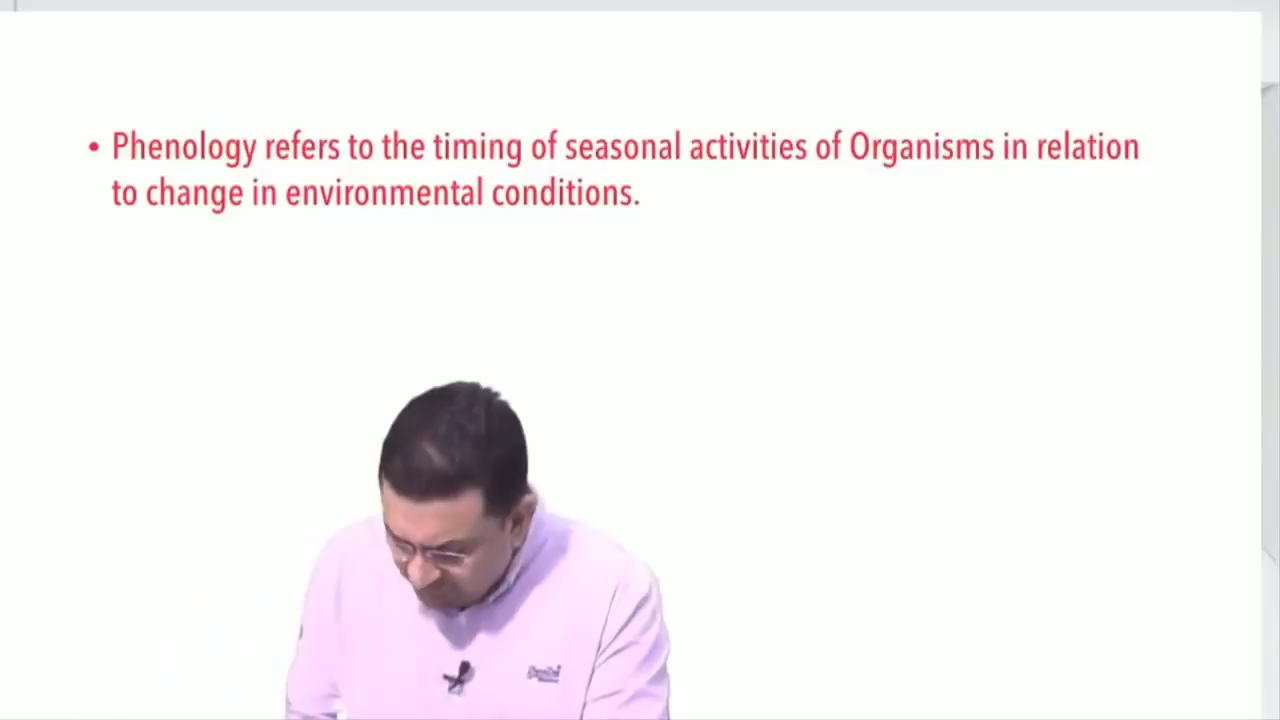 • Phenology refers to the timing of seasonal activities of Organisms in relation
to change in environmental conditions.